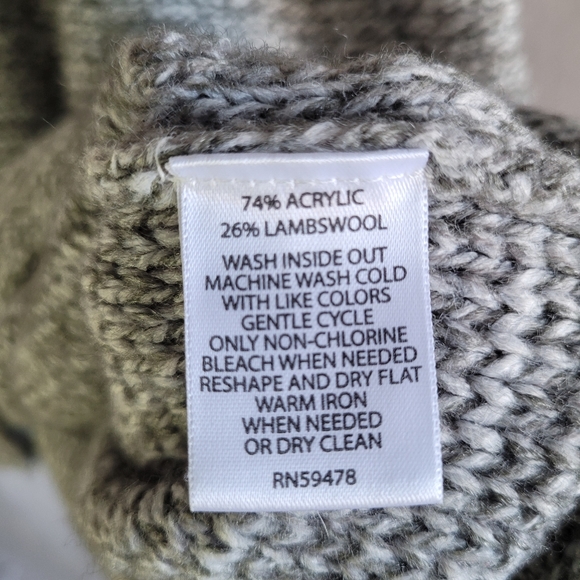 74% ACRYLIC
26% LAMBSWOOL
WASH INSIDE OUT
MACHINE WASH COLD
WITH LIKE COLORS
GENTLE CYCLE
ONLY NON-CHLORINE
BLEACH WHEN NEEDED
RESHAPE AND DRY FLAT
WARM IRON
WHEN NEEDED
OR DRY CLEAN
RN59478